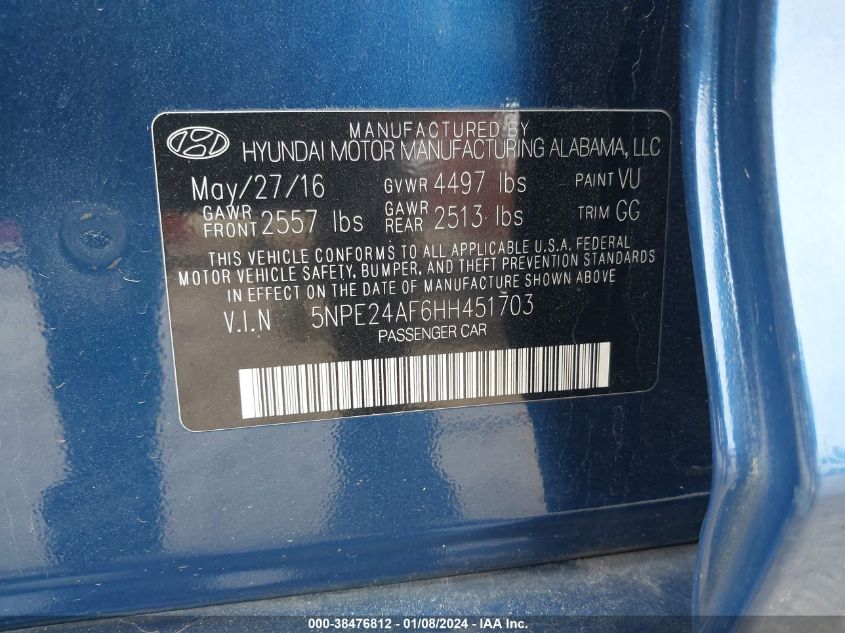 MANUFACTURED BY
HYUNDAI MOTOR MANUFACTURING ALABAMA, LLC
May/27/16 GVWR 4497 lbs PAINT VU
GAWR FRONT 2557 lbs GAWR REAR 2513 lbs TRIM GG
THIS VEHICLE CONFORMS TO ALL APPLICABLE U.S.A. FEDERAL
MOTOR VEHICLE SAFETY, BUMPER, AND THEFT PREVENTION STANDARDS
IN EFFECT ON THE DATE OF MANUFACTURE SHOWN ABOVE
V.I.N 5NPE24AF6HH451703
PASSENGER CAR
000-38476812 - 01/08/2024 - IAA Inc.